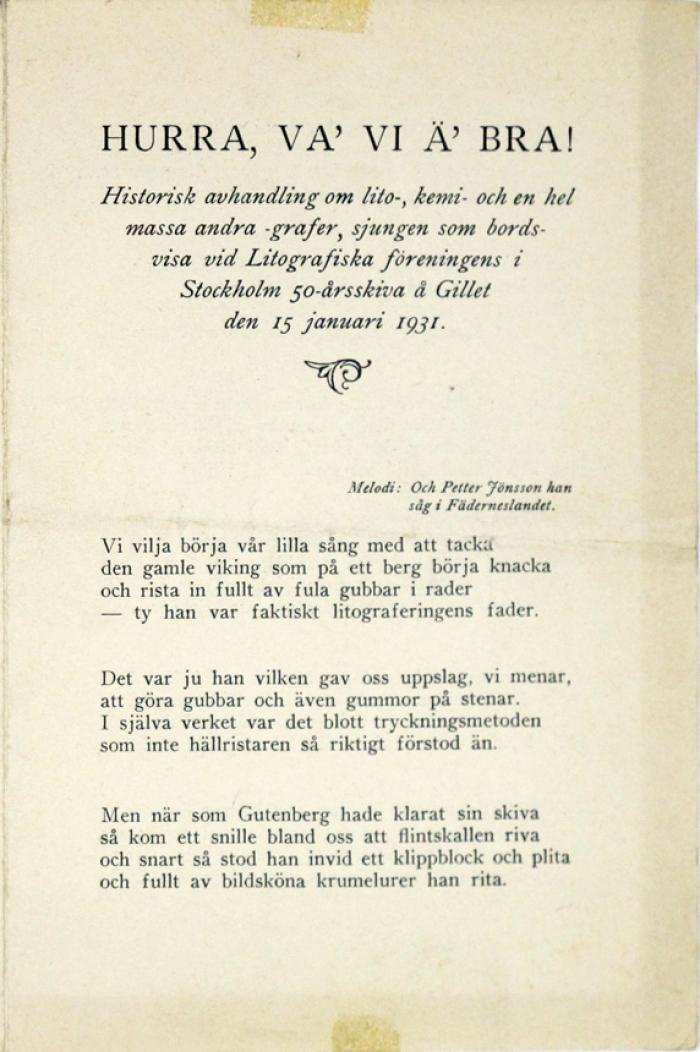 HURRA, VA' VI Ä' BRA!
Historisk avhandling om lito-, kemi- och en hel
massa andra -grafer, sjungen som bords-
visa vid Litografiska föreningens i
Stockholm 50-årsskiva å Gillet
den 15 januari 1931.
Melodi: Och Petter Jönsson han
såg i Fäderneslandet.
Vi vilja börja vår lilla sång med att tacka
den gamle viking som på ett berg börja knacka
och rista in fullt av fula gubbar i rader
— ty han var faktiskt litograferingens fader.
Det var ju han vilken gav oss uppslag, vi menar,
att göra gubbar och även gummor på stenar.
I själva verket var det blott tryckningsmetoden
som inte hällristaren så riktigt förstod än.
Men när som Gutenberg hade klarat sin skiva
så kom ett snille bland oss att flintskallen riva
och snart så stod han invid ett klippblock och plita
och fullt av bildsköna krumelurer han rita.